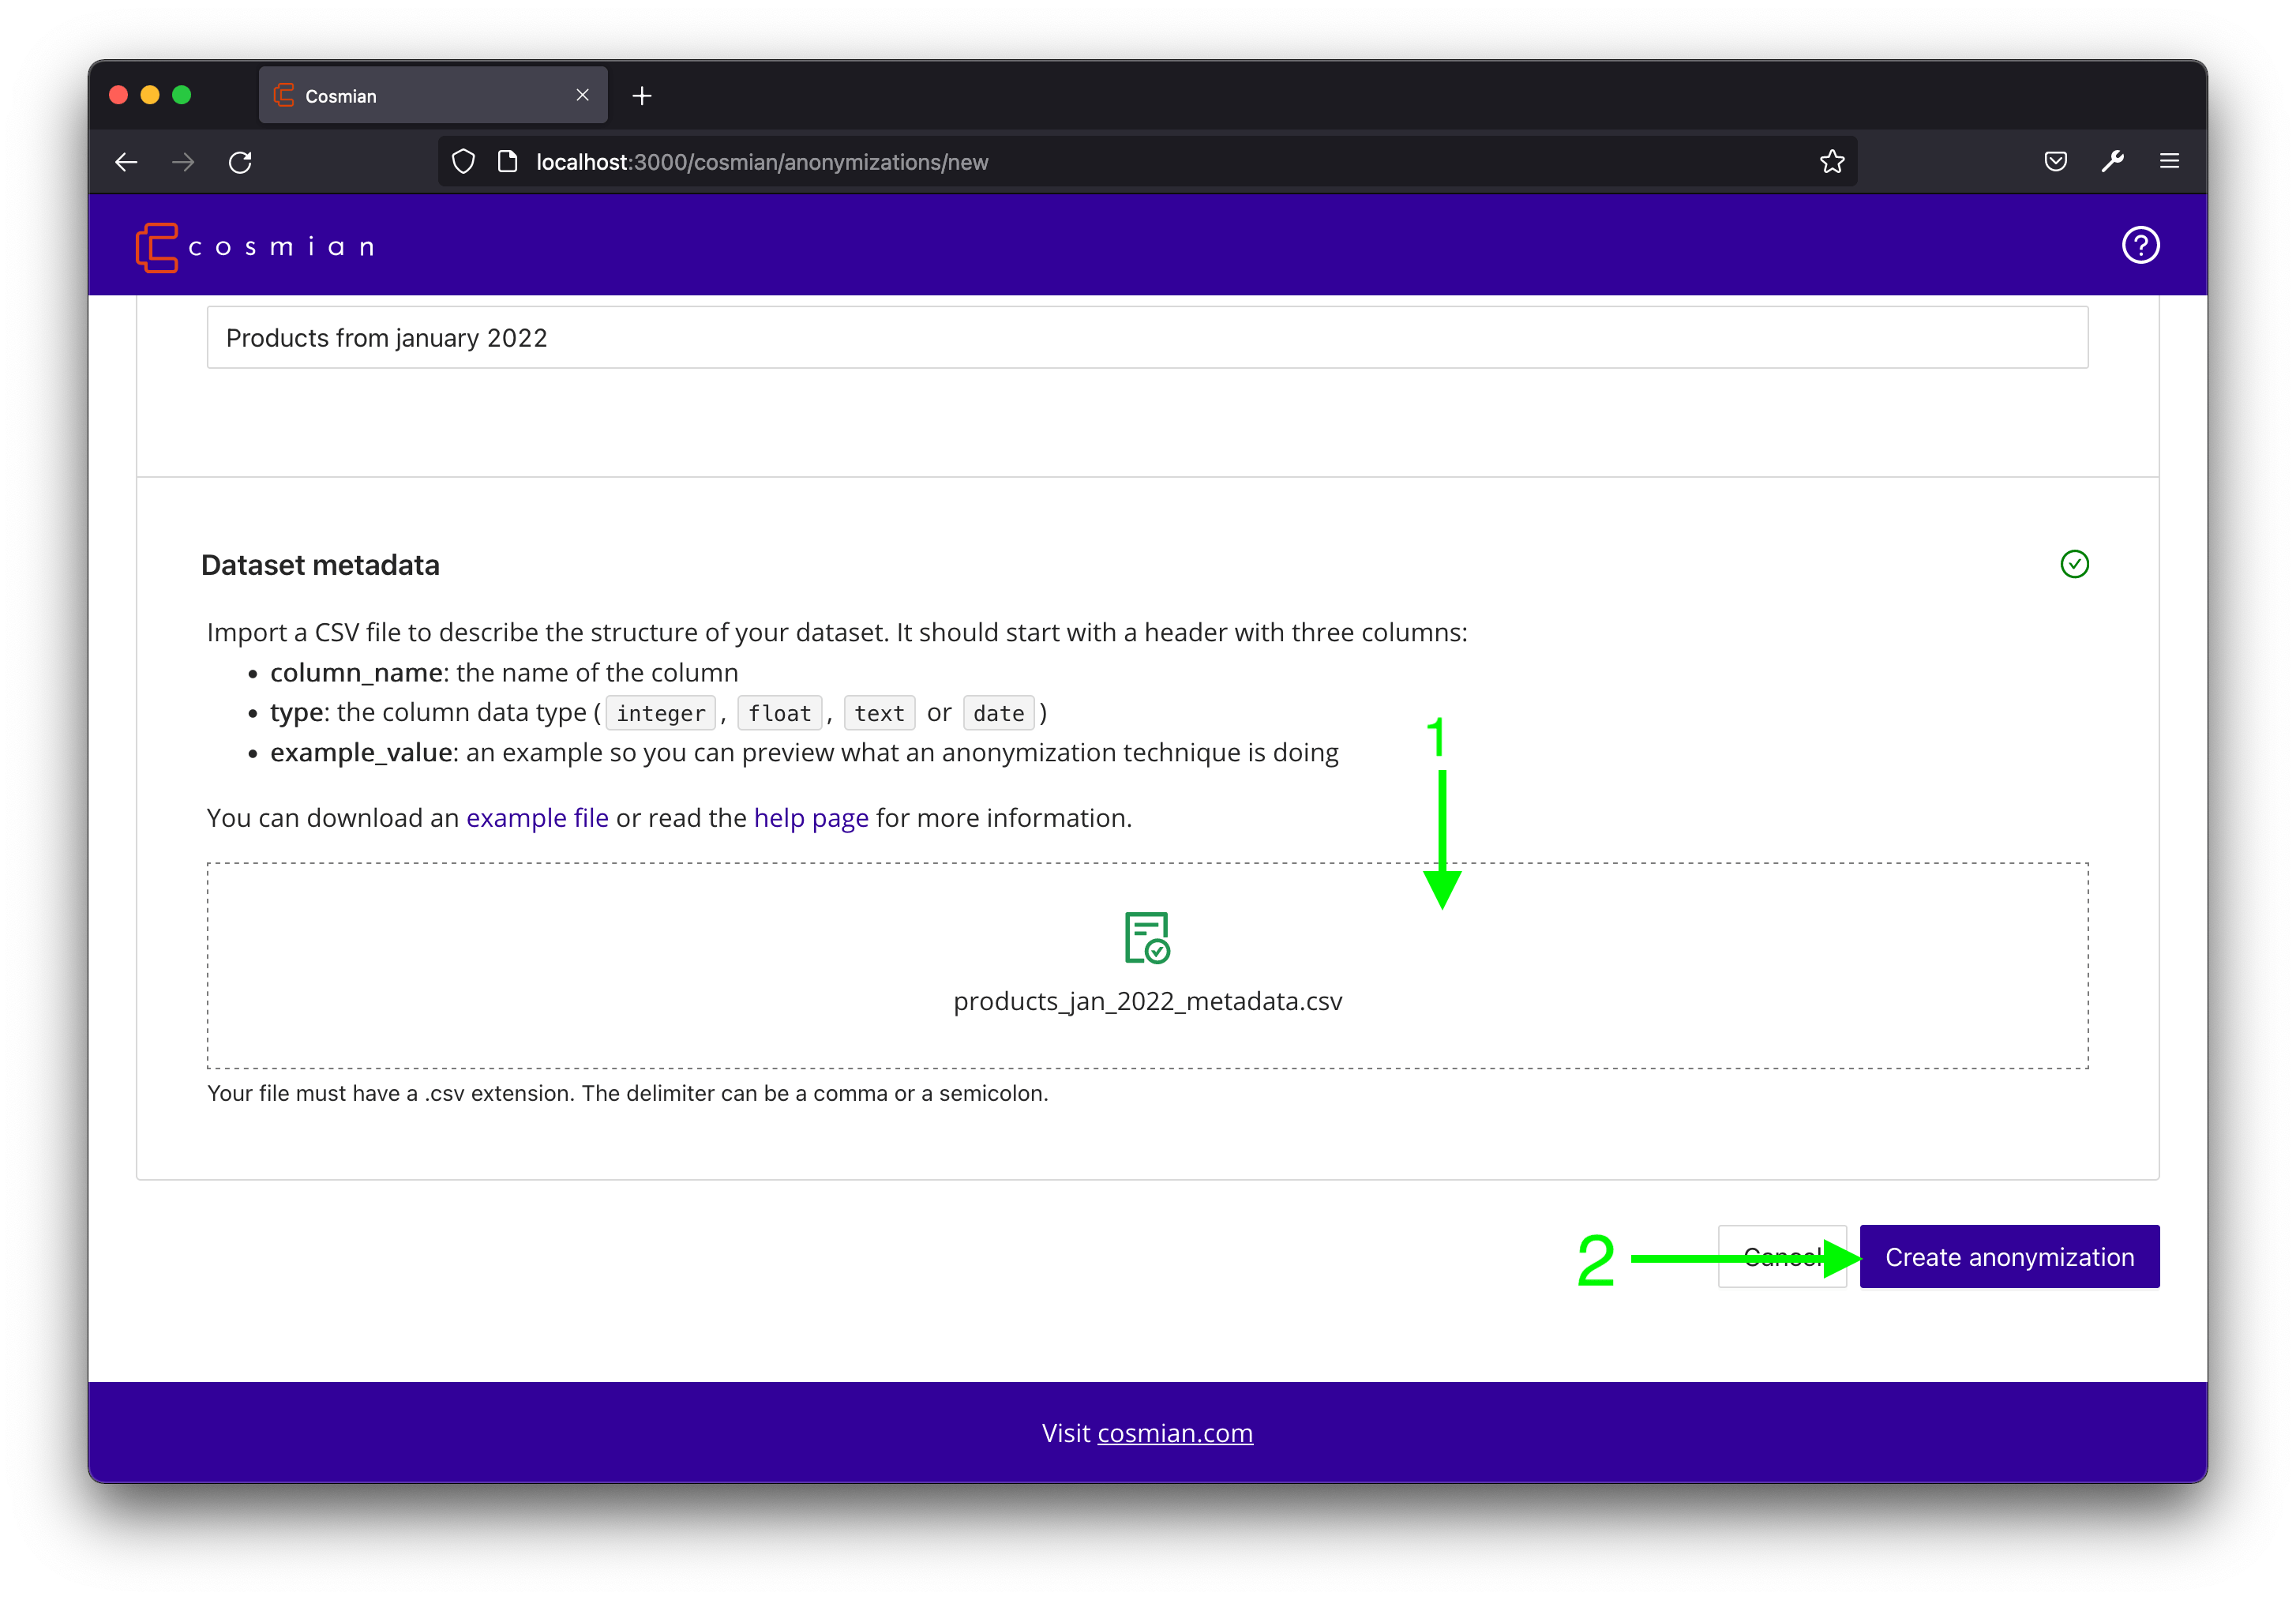 Cosmian
localhost:3000/cosmian/anonymizations/new
cosmian
Products from january 2022
Dataset metadata
Import a CSV file to describe the structure of your dataset. It should start with a header with three columns:
• column_name: the name of the column
• type: the column data type ( integer , float , text or date )
• example_value: an example so you can preview what an anonymization technique is doing
1
You can download an example file or read the help page for more information.
products_jan_2022_metadata.csv
Your file must have a .csv extension. The delimiter can be a comma or a semicolon.
2 Cancel Create anonymization
Visit cosmian.com